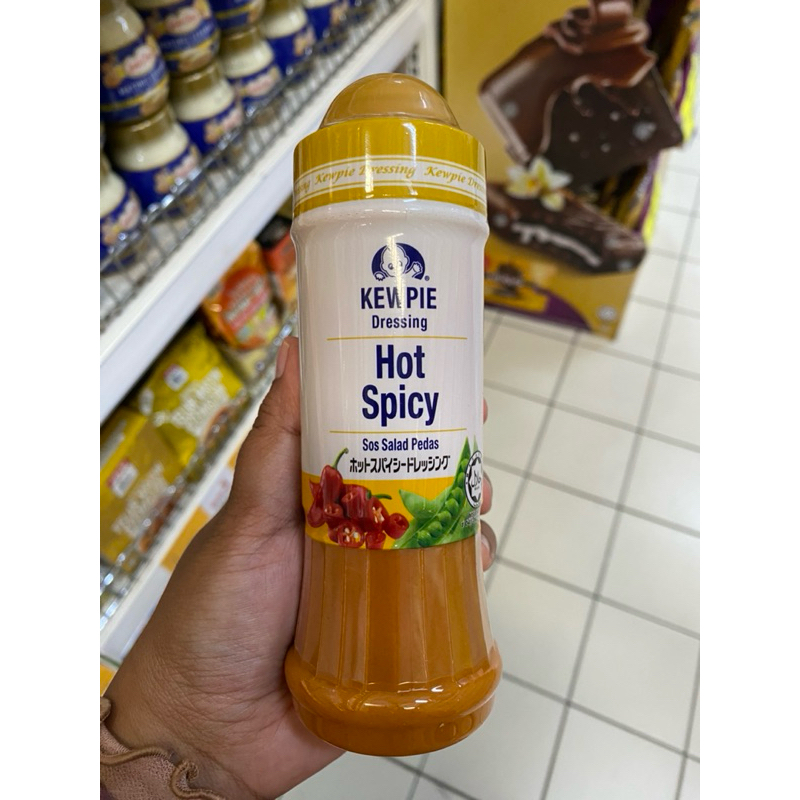 Kewpie Dressing Kewpie
KEWPIE
Dressing
Hot
Spicy
Sos Salad Pedas
ホットスパイシードレッシング